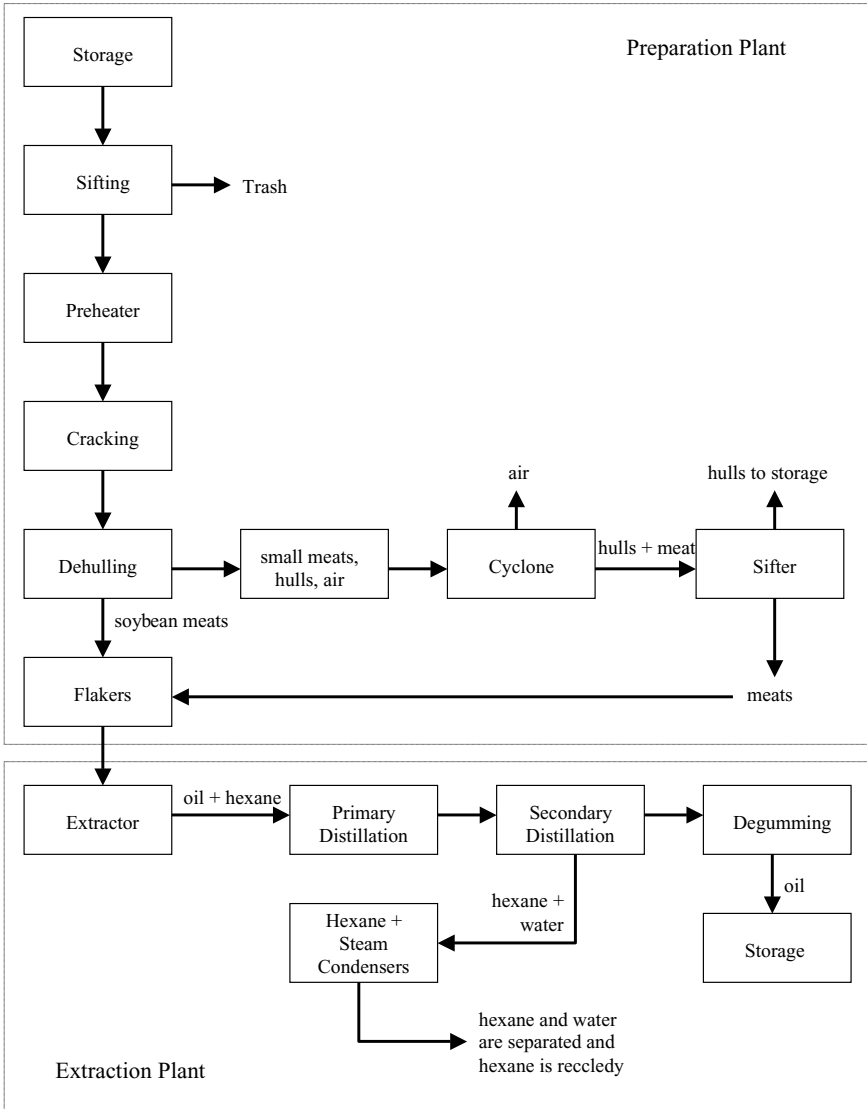 Preparation Plant
Storage
Sifting
Trash
Preheater
Cracking
air
hulls to storage
Dehulling
small meats,
hulls, air
Cyclone
hulls + meat
Sifter
soybean meats
Flakers
meats
Extractor
oil + hexane
Primary
Distillation
Secondary
Distillation
Degumming
oil
hexane +
water
Hexane +
Steam
Condensers
Storage
hexane and water
are separated and
hexane is reccledy
Extraction Plant